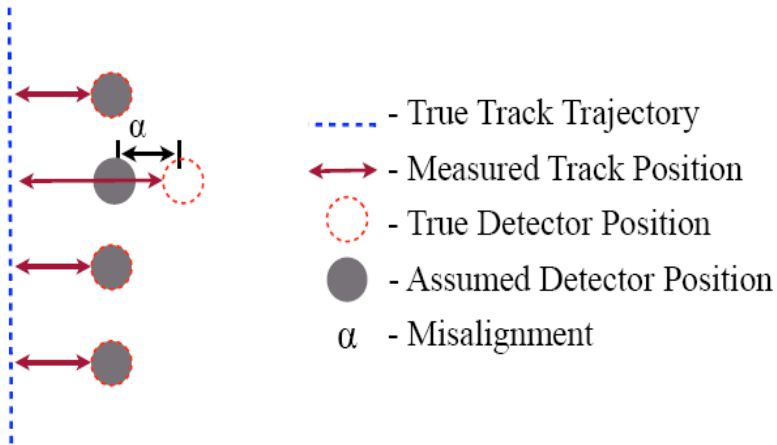 α
- True Track Trajectory
- Measured Track Position
- True Detector Position
- Assumed Detector Position
α - Misalignment